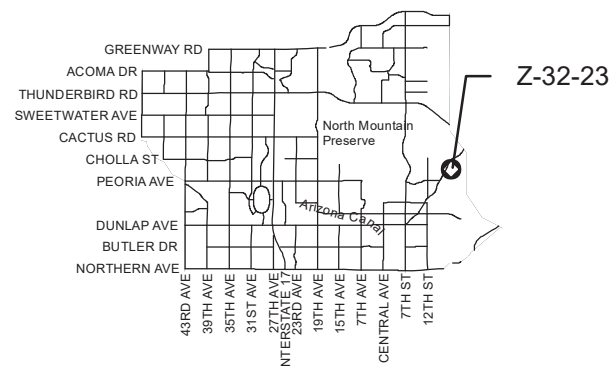 GREENWAY RD
ACOMA DR
Z-32-23
THUNDERBIRD RD
SWEETWATER AVE
North Mountain
Preserve
CACTUS RD
CHOLLA ST
PEORIA AVE
Arizona Canal
DUNLAP AVE
BUTLER DR
NORTHERN AVE
43RD AVE
39TH AVE
35TH AVE
31ST AVE
27TH AVE
NTERSTATE 17
23RD AVE
19TH AVE
15TH AVE
7TH AVE
CENTRAL AVE
7TH ST
12TH ST